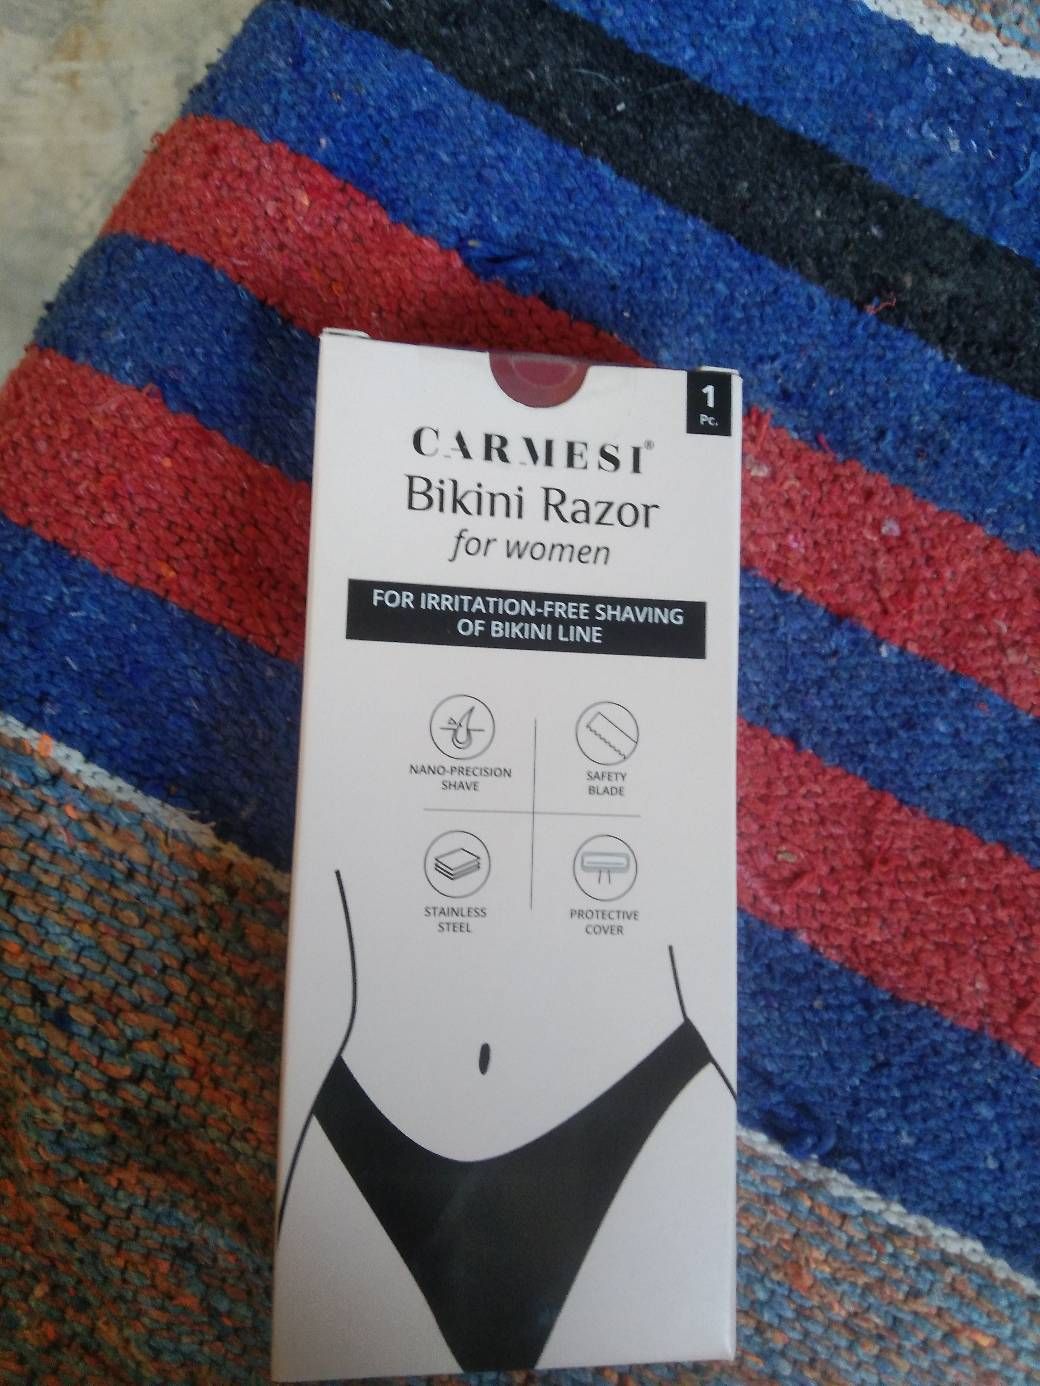 1
Pc.
CARMESI®
Bikini Razor
for women
FOR IRRITATION-FREE SHAVING
OF BIKINI LINE
NANO-PRECISION
SHAVE
SAFETY
BLADE
STAINLESS
STEEL
PROTECTIVE
COVER